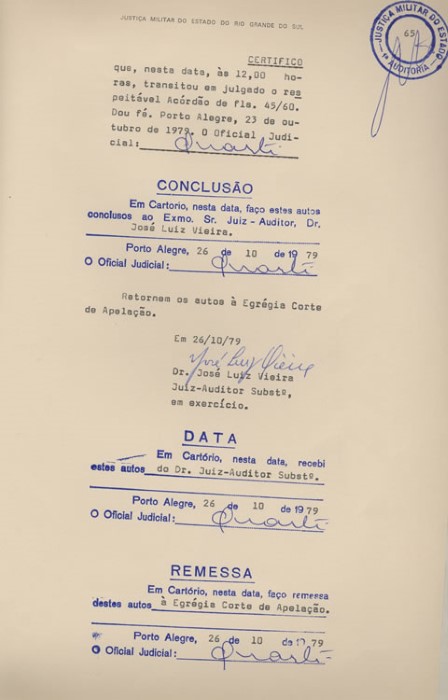 JUSTIÇA MILITAR DO ESTADO DO RIO GRANDE DO SUL
JUSTIÇA MILITAR DO ESTADO
65
1ª AUDITORIA
CERTIFICO
que, nesta data, às 12,00 ho-
ras, transitou em julgado o res
peitável Acórdão de fls. 45/60.
Dou fé. Porto Alegre, 23 de ou-
tubro de 1979. O Oficial Judi-
cial:
CONCLUSÃO
Em Cartorio, nesta data, faço estes autos
conclusos ao Exmo. Sr. Juiz - Auditor, Dr.
José Luiz Vieira.
Porto Alegre, 26 de 10 de 1979
O Oficial Judicial:
Retornem os autos à Egrégia Corte
de Apelação.
Em 26/10/79
José Luiz Vieira
Dr. José Luiz Vieira
Juiz-Auditor Substº,
em exercício.
DATA
Em Cartório, nesta data, recebi
estes autos do Dr. Juiz-Auditor Substº.
Porto Alegre, 26 de 10 de 1979
O Oficial Judicial:
REMESSA
Em Cartório, nesta data, faço remessa
destes autos à Egrégia Corte de Apelação.
Porto Alegre, 26 de 10 de 1979
O Oficial Judicial: